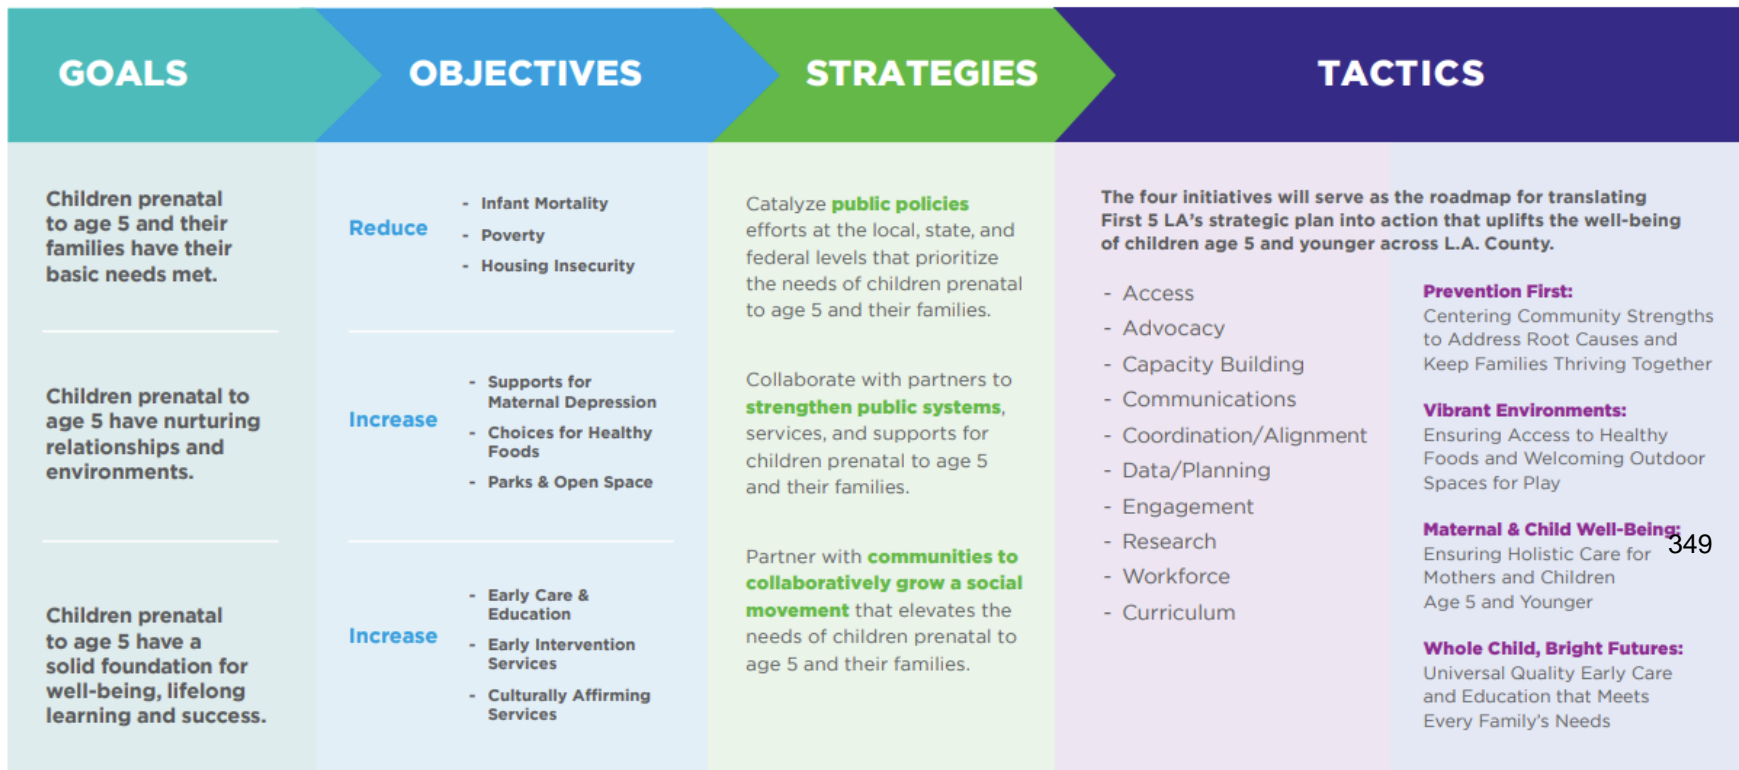 GOALS
OBJECTIVES
STRATEGIES
TACTICS
Children prenatal
to age 5 and their
families have their
basic needs met.
Children prenatal to
age 5 have nurturing
relationships and
environments.
Children prenatal
to age 5 have a
solid foundation for
well-being, lifelong
learning and success.
Reduce
- Infant Mortality
- Poverty
- Housing Insecurity
Increase
- Supports for
Maternal Depression
- Choices for Healthy
Foods
- Parks & Open Space
Increase
- Early Care &
Education
- Early Intervention
Services
- Culturally Affirming
Services
Catalyze public policies
efforts at the local, state, and
federal levels that prioritize
the needs of children prenatal
to age 5 and their families.
Collaborate with partners to
strengthen public systems,
services, and supports for
children prenatal to age 5
and their families.
Partner with communities to
collaboratively grow a social
movement that elevates the
needs of children prenatal to
age 5 and their families.
The four initiatives will serve as the roadmap for translating
First 5 LA's strategic plan into action that uplifts the well-being
of children age 5 and younger across L.A. County.
- Access
- Advocacy
- Capacity Building
- Communications
- Coordination/Alignment
- Data/Planning
- Engagement
- Research
- Workforce
- Curriculum
Prevention First:
Centering Community Strengths
to Address Root Causes and
Keep Families Thriving Together
Vibrant Environments:
Ensuring Access to Healthy
Foods and Welcoming Outdoor
Spaces for Play
Maternal & Child Well-Being:
349
Ensuring Holistic Care for
Mothers and Children
Age 5 and Younger
Whole Child, Bright Futures:
Universal Quality Early Care
and Education that Meets
Every Family's Needs